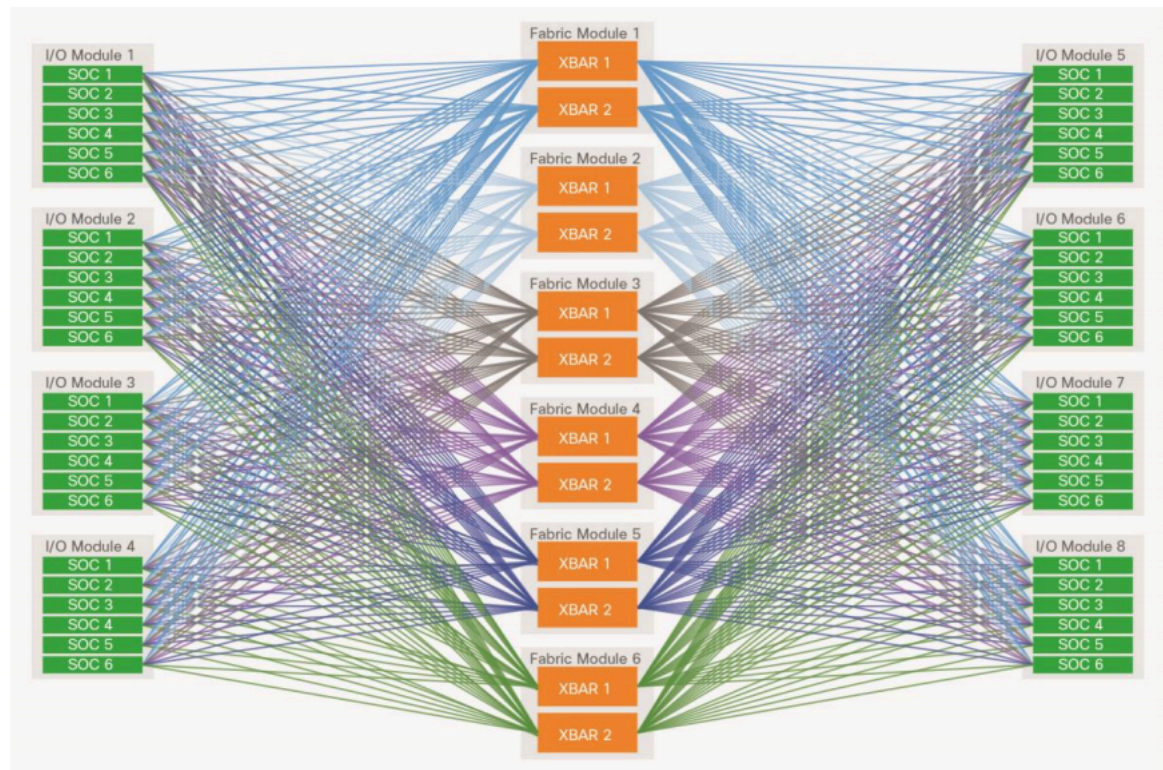 I/O Module 1
SOC 1
SOC 2
SOC 3
SOC 4
SOC 5
SOC 6
I/O Module 2
SOC 1
SOC 2
SOC 3
SOC 4
SOC 5
SOC 6
I/O Module 3
SOC 1
SOC 2
SOC 3
SOC 4
SOC 5
SOC 6
I/O Module 4
SOC 1
SOC 2
SOC 3
SOC 4
SOC 5
SOC 6
Fabric Module 1
XBAR 1
XBAR 2
Fabric Module 2
XBAR 1
XBAR 2
Fabric Module 3
XBAR 1
XBAR 2
Fabric Module 4
XBAR 1
XBAR 2
Fabric Module 5
XBAR 1
XBAR 2
Fabric Module 6
XBAR 1
XBAR 2
I/O Module 5
SOC 1
SOC 2
SOC 3
SOC 4
SOC 5
SOC 6
I/O Module 6
SOC 1
SOC 2
SOC 3
SOC 4
SOC 5
SOC 6
I/O Module 7
SOC 1
SOC 2
SOC 3
SOC 4
SOC 5
SOC 6
I/O Module 8
SOC 1
SOC 2
SOC 3
SOC 4
SOC 5
SOC 6